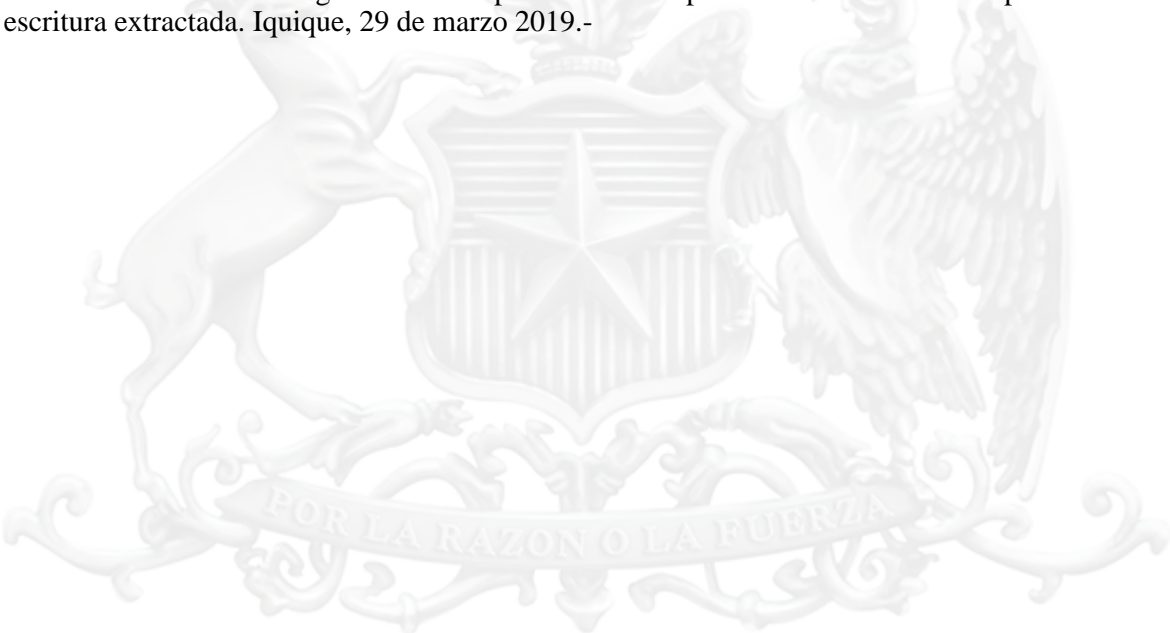 escritura extractada. Iquique, 29 de marzo 2019.-
POR LA RAZON O LA FUERZA